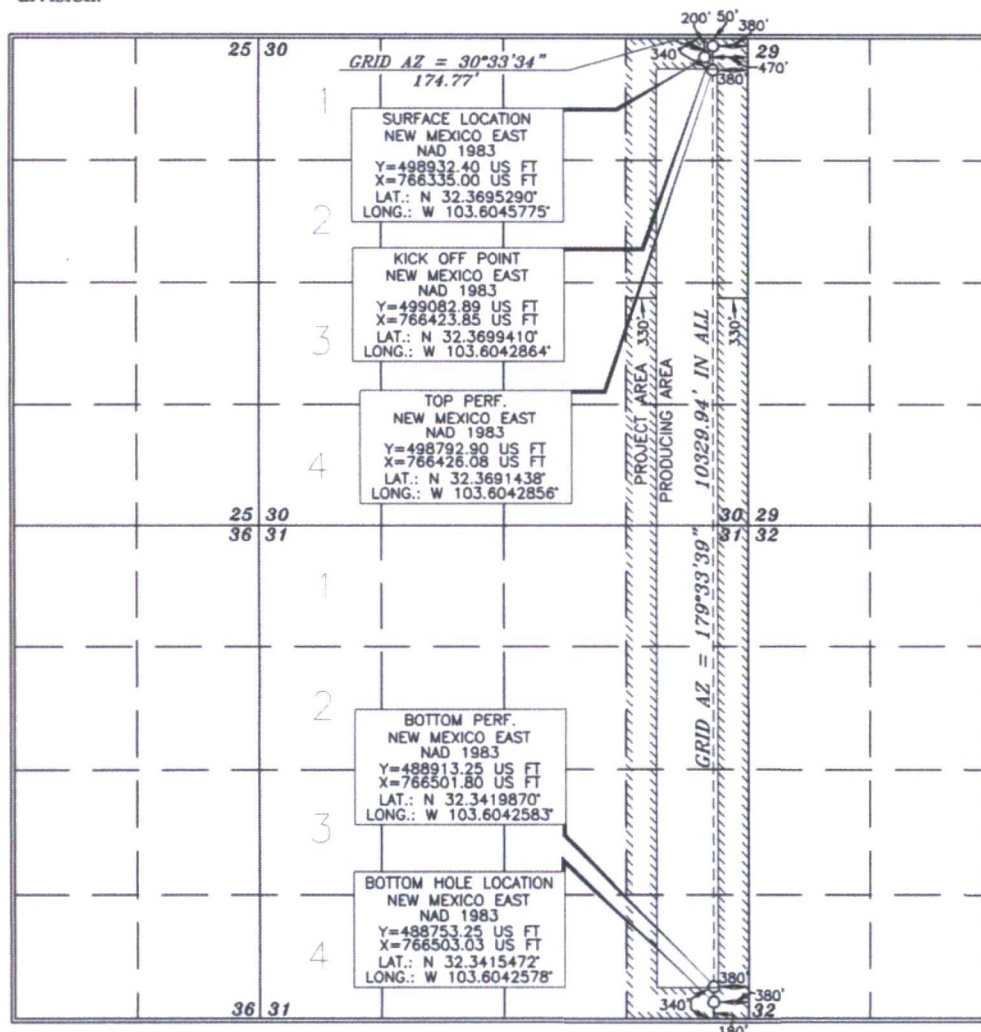 division.
200' 50'
380'
25 30
29
GRID AZ = 30°33'34"
174.77'
340'
470'
380'
1
SURFACE LOCATION
NEW MEXICO EAST
NAD 1983
Y=498932.40 US FT
X=766335.00 US FT
LAT.: N 32.3695290°
LONG.: W 103.6045775°
2
KICK OFF POINT
NEW MEXICO EAST
NAD 1983
Y=499082.89 US FT
X=766423.85 US FT
LAT.: N 32.3699410°
LONG.: W 103.6042864°
3
330'
330'
PROJECT AREA
PRODUCING AREA
10329.94' IN ALL
GRID AZ = 179°33'39"
TOP PERF.
NEW MEXICO EAST
NAD 1983
Y=498792.90 US FT
X=766426.08 US FT
LAT.: N 32.3691438°
LONG.: W 103.6042856°
4
25 30
36 31
30 29
31 32
1
2
BOTTOM PERF.
NEW MEXICO EAST
NAD 1983
Y=488913.25 US FT
X=766501.80 US FT
LAT.: N 32.3419870°
LONG.: W 103.6042583°
3
BOTTOM HOLE LOCATION
NEW MEXICO EAST
NAD 1983
Y=488753.25 US FT
X=766503.03 US FT
LAT.: N 32.3415472°
LONG.: W 103.6042578°
4
380'
340'
380'
36 31
32
180'